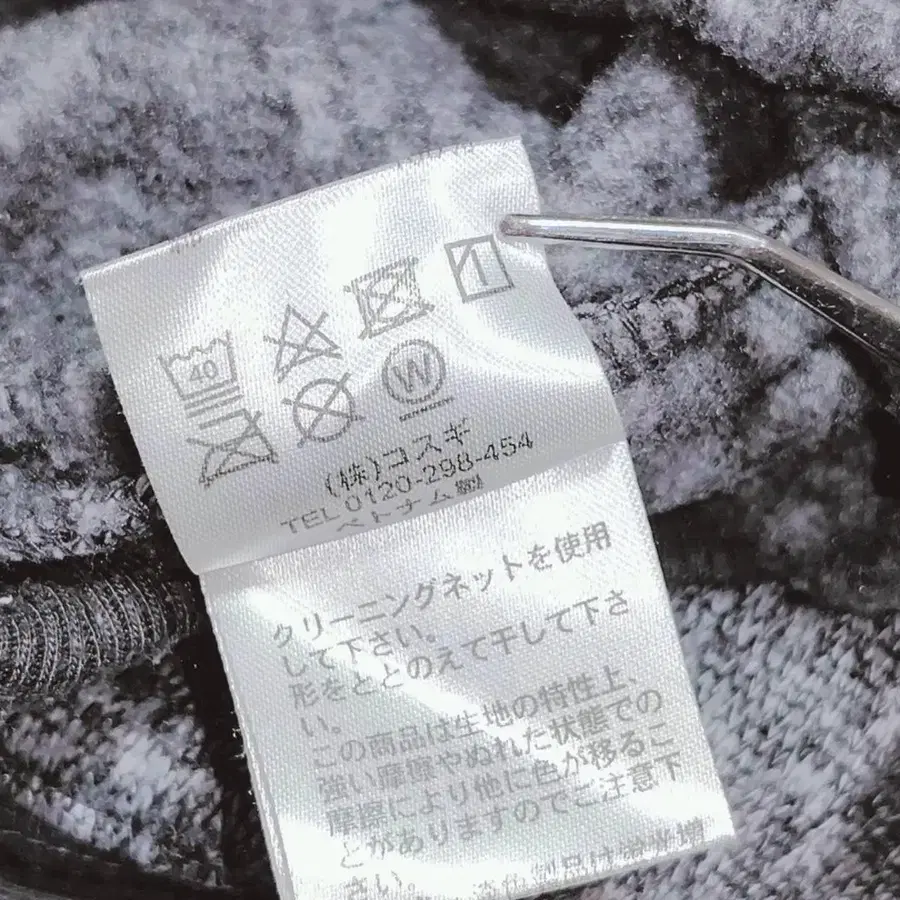 40
W
(株)コスギ
TEL 0120-298-454
ベトナム製
クリーニングネットを使用
して下さい。
形をととのえて干して下さ
い。
この商品は生地の特性上、
強い摩擦やぬれた状態での
摩擦により他に色が移るこ
とがありますのでご注意下
さい。